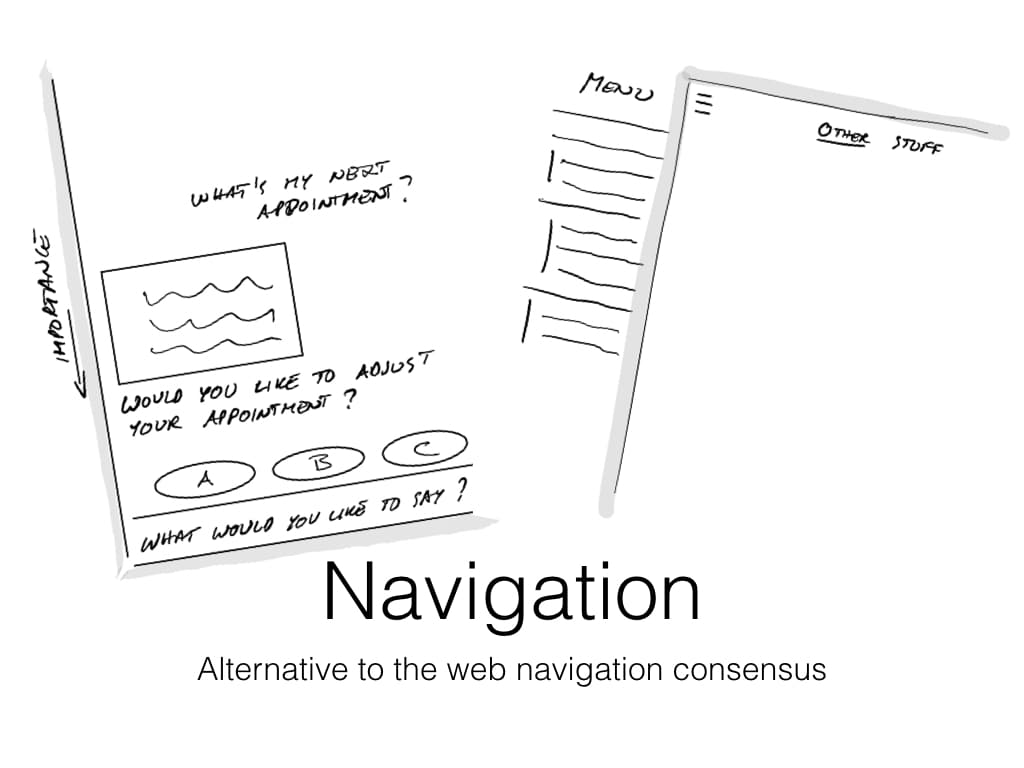 IMPORTANCE
WHAT'S MY NEXT
APPOINTMENT?
WOULD YOU LIKE TO ADJUST
YOUR APPOINTMENT?
A
B
C
WHAT WOULD YOU LIKE TO SAY?
MENU
OTHER STUFF
Navigation
Alternative to the web navigation consensus